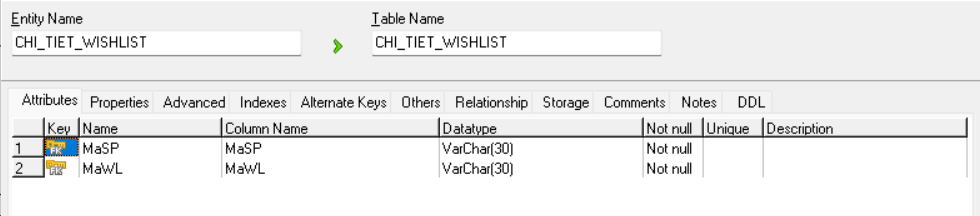 Entity Name Table Name
CHI_TIET_WISHLIST CHI_TIET_WISHLIST
Attributes Properties Advanced Indexes Alternate Keys Others Relationship Storage Comments Notes DDL
Key Name Column Name Datatype Not null Unique Description
1 FK MaSP MaSP VarChar(30) Not null
2 FK MaWL MaWL VarChar(30) Not null